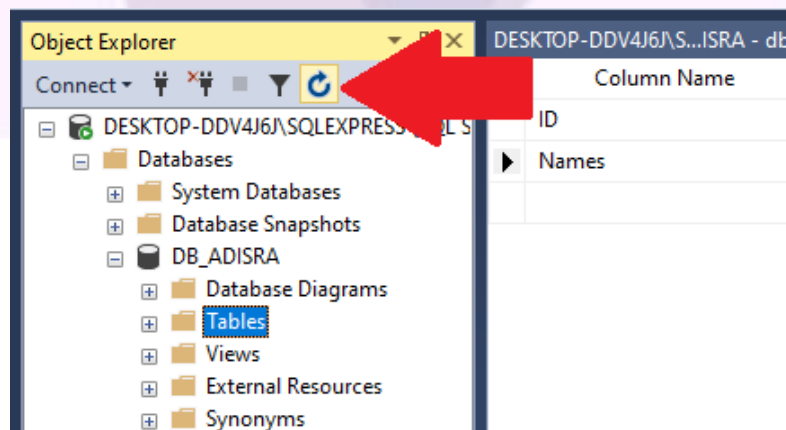 Object Explorer
DESKTOP-DDV4J6J\S...ISRA - db
Connect
Column Name
DESKTOP-DDV4J6J\SQLEXPRESS
ID
Databases
Names
System Databases
Database Snapshots
DB_ADISRA
Database Diagrams
Tables
Views
External Resources
Synonyms